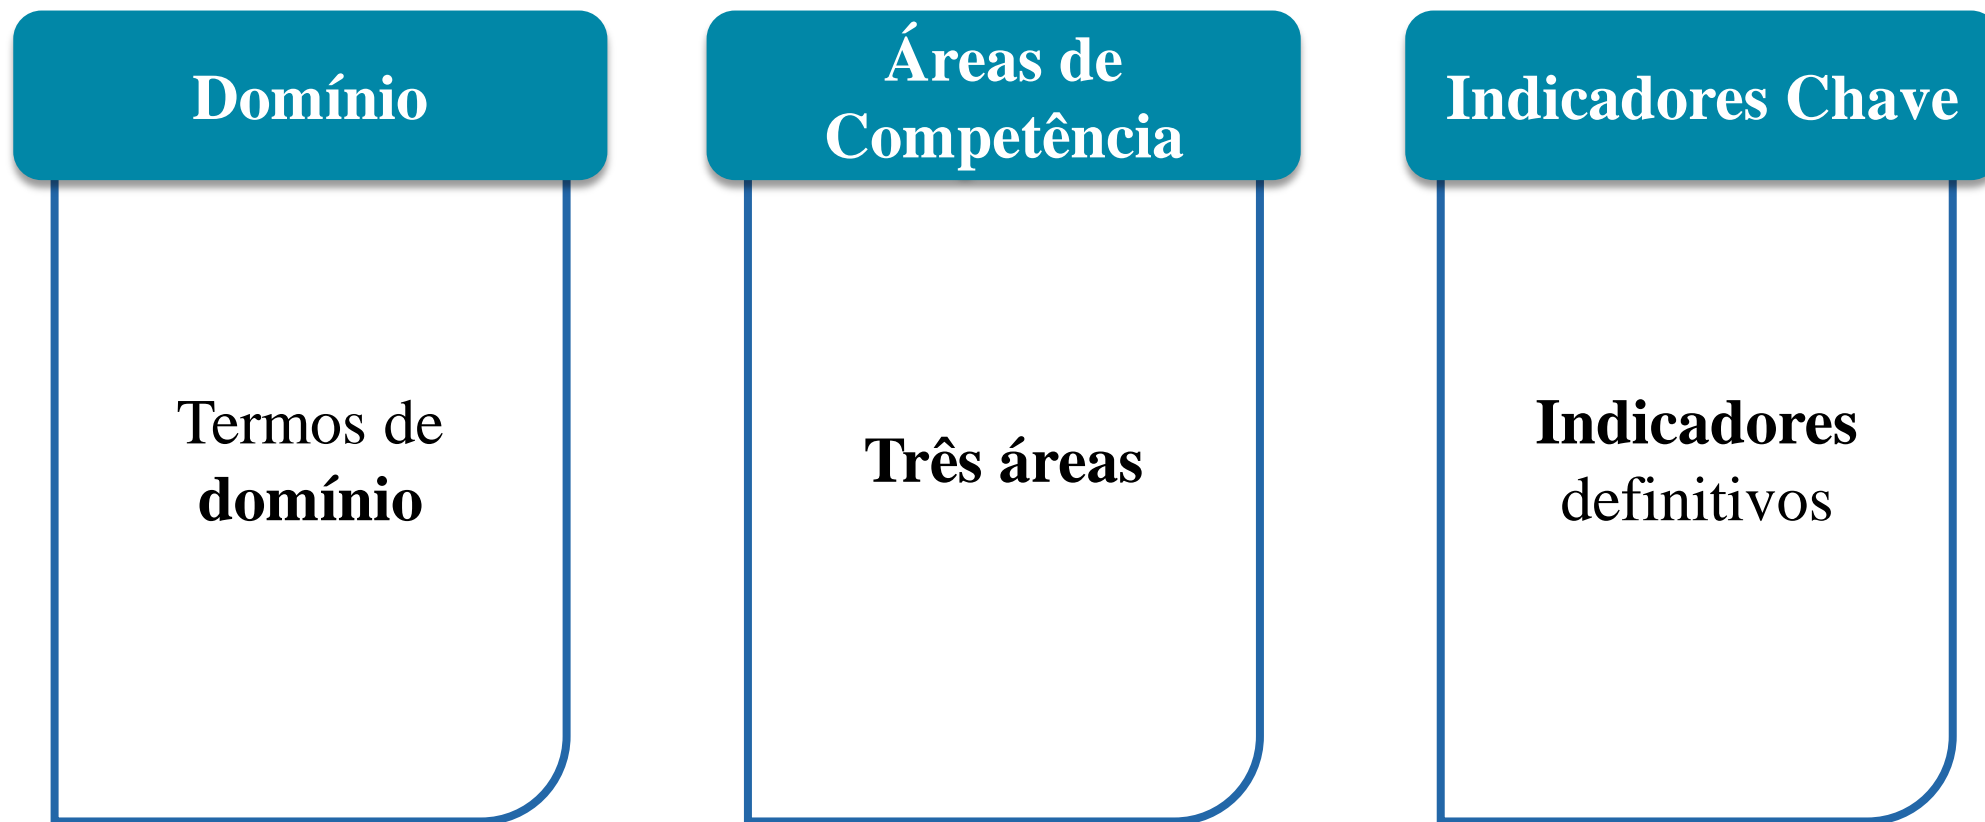 Domínio
Termos de
domínio
Áreas de
Competência
Três áreas
Indicadores Chave
Indicadores
definitivos